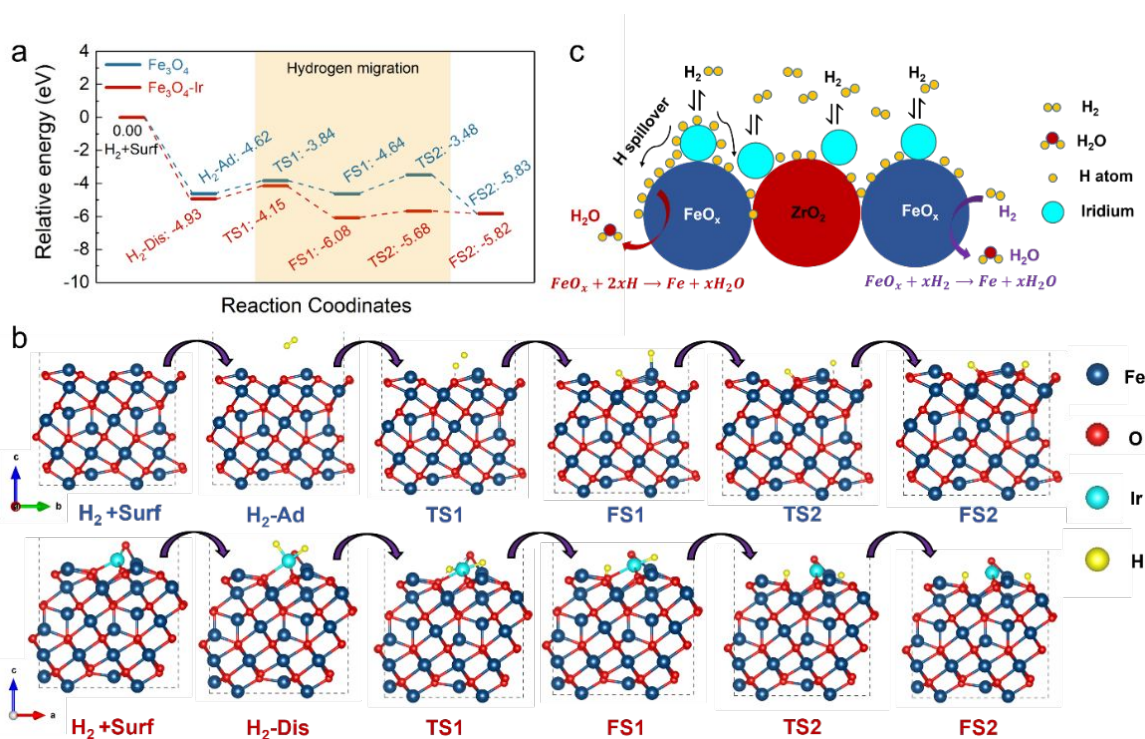 a
4
2
0
-2
-4
-6
-8
-10
Relative energy (eV)
Fe₃O₄
Fe₃O₄-Ir
Hydrogen migration
0.00
H₂+Surf
H₂-Ad: -4.62
TS1: -3.84
FS1: -4.64
TS2: -3.48
FS2: -5.83
H₂-Dis: -4.93
TS1: -4.15
FS1: -6.08
TS2: -5.68
FS2: -5.82
Reaction Coodinates
c
H₂
H₂
H₂
H spillover
FeOₓ
ZrO₂
FeOₓ
H₂O
H₂
H₂O
FeOₓ + 2xH → Fe + xH₂O
FeOₓ + xH₂ → Fe + xH₂O
H₂
H₂O
H atom
Iridium
b
c
b
H₂ +Surf
H₂-Ad
TS1
FS1
TS2
FS2
c
a
H₂ +Surf
H₂-Dis
TS1
FS1
TS2
FS2
Fe
O
Ir
H